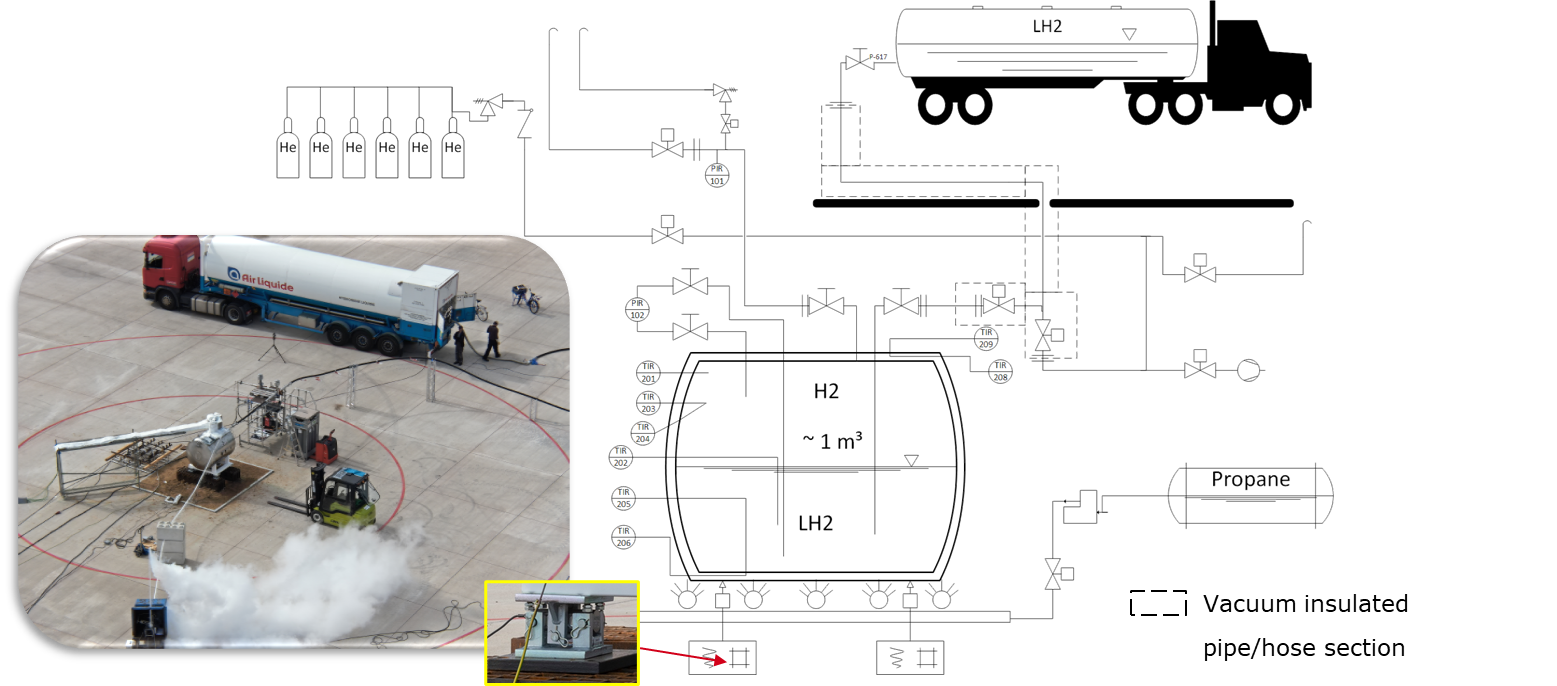 LH2
P-617
He He He He He He
PIR
101
Air Liquide
PIR
102
TIR
209
TIR
208
TIR
201
TIR
203
TIR
204
TIR
202
TIR
205
TIR
206
H2
~ 1 m³
LH2
Propane
Vacuum insulated
pipe/hose section